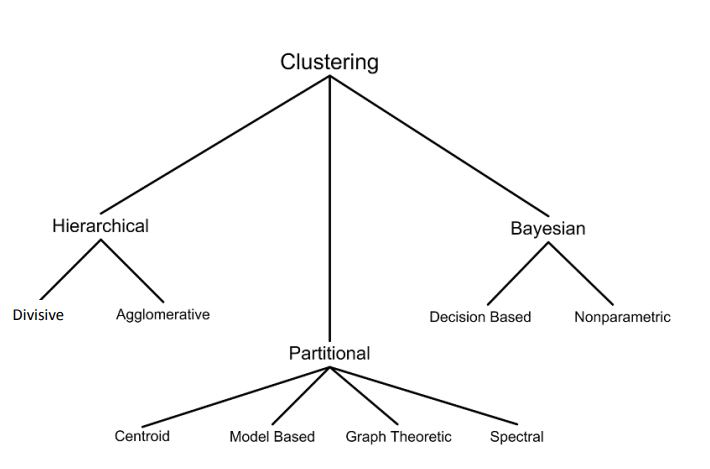 Clustering
Hierarchical
Bayesian
Divisive
Agglomerative
Decision Based
Nonparametric
Partitional
Centroid
Model Based
Graph Theoretic
Spectral